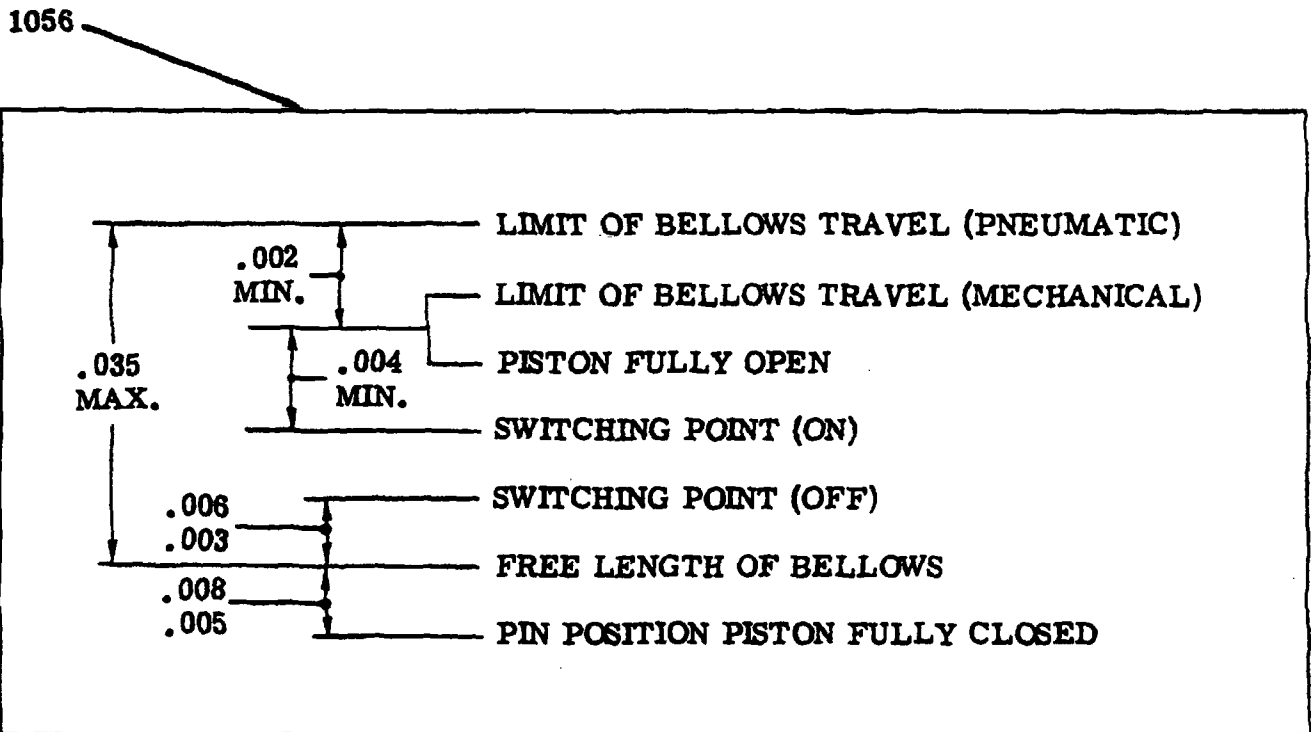 1056
LIMIT OF BELLOWS TRAVEL (PNEUMATIC)
.002
MIN.
LIMIT OF BELLOWS TRAVEL (MECHANICAL)
.035
MAX.
.004
MIN.
PISTON FULLY OPEN
SWITCHING POINT (ON)
SWITCHING POINT (OFF)
.006
.003
FREE LENGTH OF BELLOWS
.008
.005
PIN POSITION PISTON FULLY CLOSED